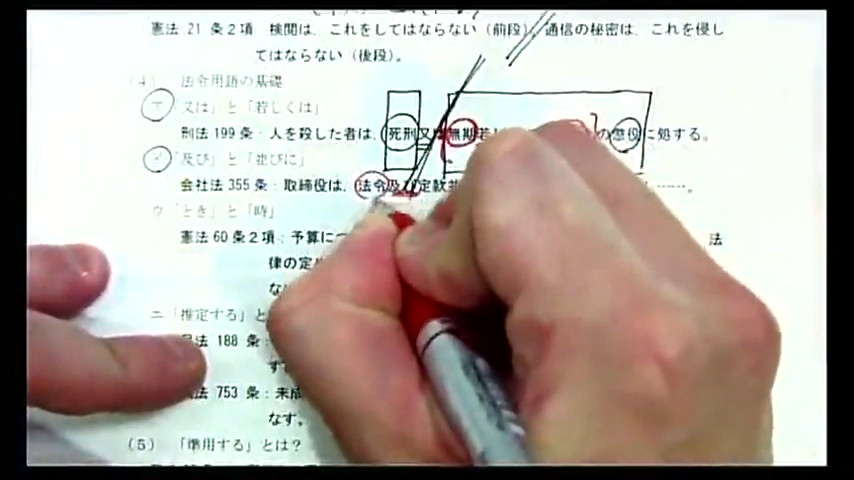 憲法 21 条2項 検閲は、これをしてはならない（前段）。通信の秘密は、これを侵し
てはならない（後段）。
（4） 法令用語の基礎
ア「又は」と「若しくは」
刑法 199 条：人を殺した者は、死刑又は無期若し の懲役に処する。
イ「及び」と「並びに」
会社法 355 条：取締役は、法令及び定款並 ……。
ウ「とき」と「時」
憲法 60 条2項：予算につ 法
律の定め
な
エ「推定する」と
188 条：
753 条：未成
なす。
（5） 「準用する」とは？